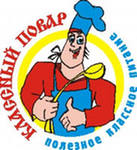 КЛАССНЫЙ ПОВАР
полезное классное питание